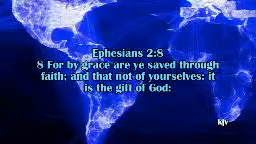 Ephesians 2:8
8 For by grace are ye saved through
faith; and that not of yourselves: it
is the gift of God:
kjv